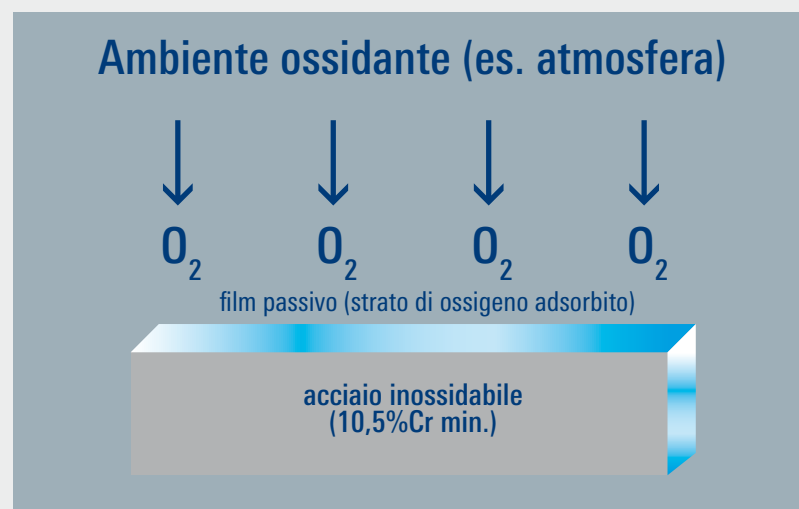 Ambiente ossidante (es. atmosfera)
O₂ O₂ O₂ O₂
film passivo (strato di ossigeno adsorbito)
acciaio inossidabile
(10,5%Cr min.)